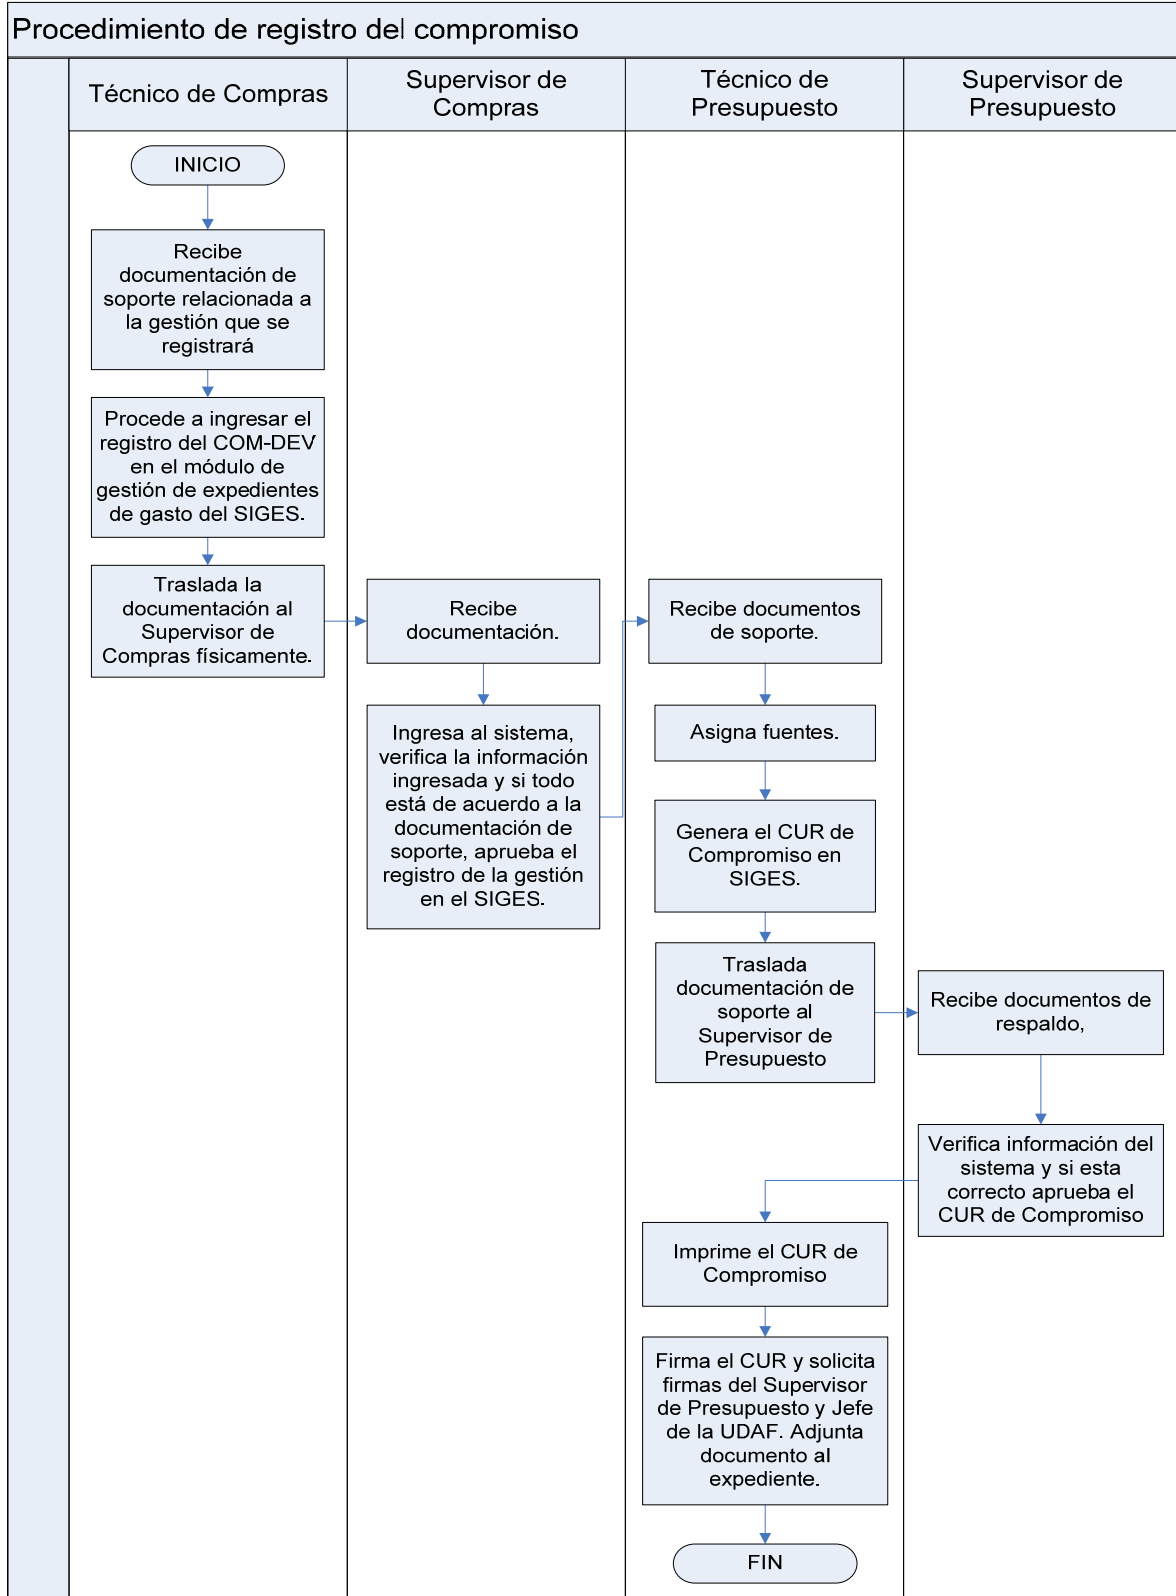 Procedimiento de registro del compromiso
Técnico de Compras
Supervisor de
Compras
Técnico de
Presupuesto
Supervisor de
Presupuesto
INICIO
Recibe
documentación de
soporte relacionada a
la gestión que se
registrará
Procede a ingresar el
registro del COM-DEV
en el módulo de
gestión de expedientes
de gasto del SIGES.
Traslada la
documentación al
Supervisor de
Compras físicamente.
Recibe
documentación.
Ingresa al sistema,
verifica la información
ingresada y si todo
está de acuerdo a la
documentación de
soporte, aprueba el
registro de la gestión
en el SIGES.
Recibe documentos
de soporte.
Asigna fuentes.
Genera el CUR de
Compromiso en
SIGES.
Traslada
documentación de
soporte al
Supervisor de
Presupuesto
Recibe documentos de
respaldo,
Verifica información del
sistema y si esta
correcto aprueba el
CUR de Compromiso
Imprime el CUR de
Compromiso
Firma el CUR y solicita
firmas del Supervisor
de Presupuesto y Jefe
de la UDAF. Adjunta
documento al
expediente.
FIN